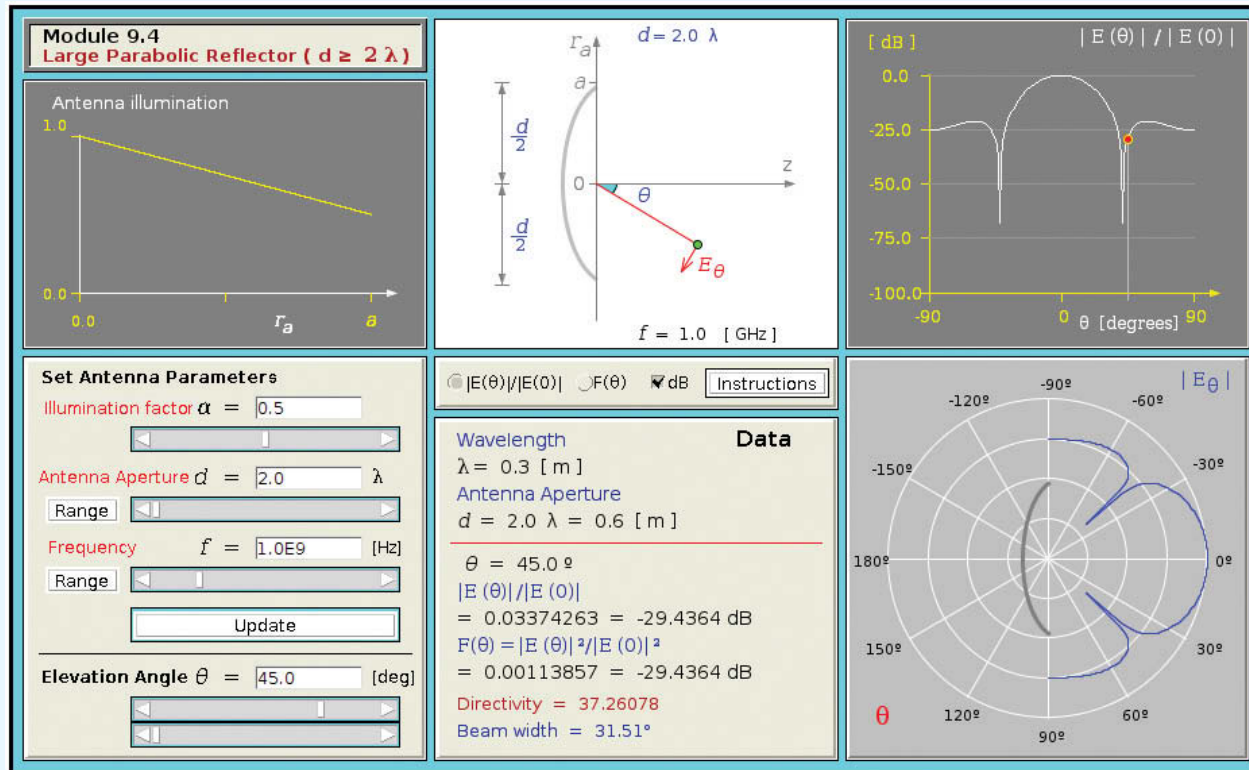 Module 9.4
Large Parabolic Reflector ( d ≥ 2 λ )
Antenna illumination
1.0
0.0
0.0
r_a
a
r_a
d = 2.0 λ
a
d/2
0
z
θ
d/2
E_θ
f = 1.0 [ GHz ]
[ dB ]
| E (θ) | / | E (0) |
0.0
-25.0
-50.0
-75.0
-100.0
-90
0
θ [degrees]
90
Set Antenna Parameters
Illumination factor α = 0.5
Antenna Aperture d = 2.0 λ
Range
Frequency f = 1.0E9 [Hz]
Range
Update
Elevation Angle θ = 45.0 [deg]
|E(θ)|/|E(0)| F(θ) dB Instructions
Wavelength Data
λ = 0.3 [ m ]
Antenna Aperture
d = 2.0 λ = 0.6 [ m ]
θ = 45.0 º
|E (θ)|/|E (0)|
= 0.03374263 = -29.4364 dB
F(θ) = |E (θ)| ²/|E (0)| ²
= 0.00113857 = -29.4364 dB
Directivity = 37.26078
Beam width = 31.51°
| E_θ |
-90º
-120º
-60º
-150º
-30º
180º
0º
150º
30º
120º
60º
90º
θ